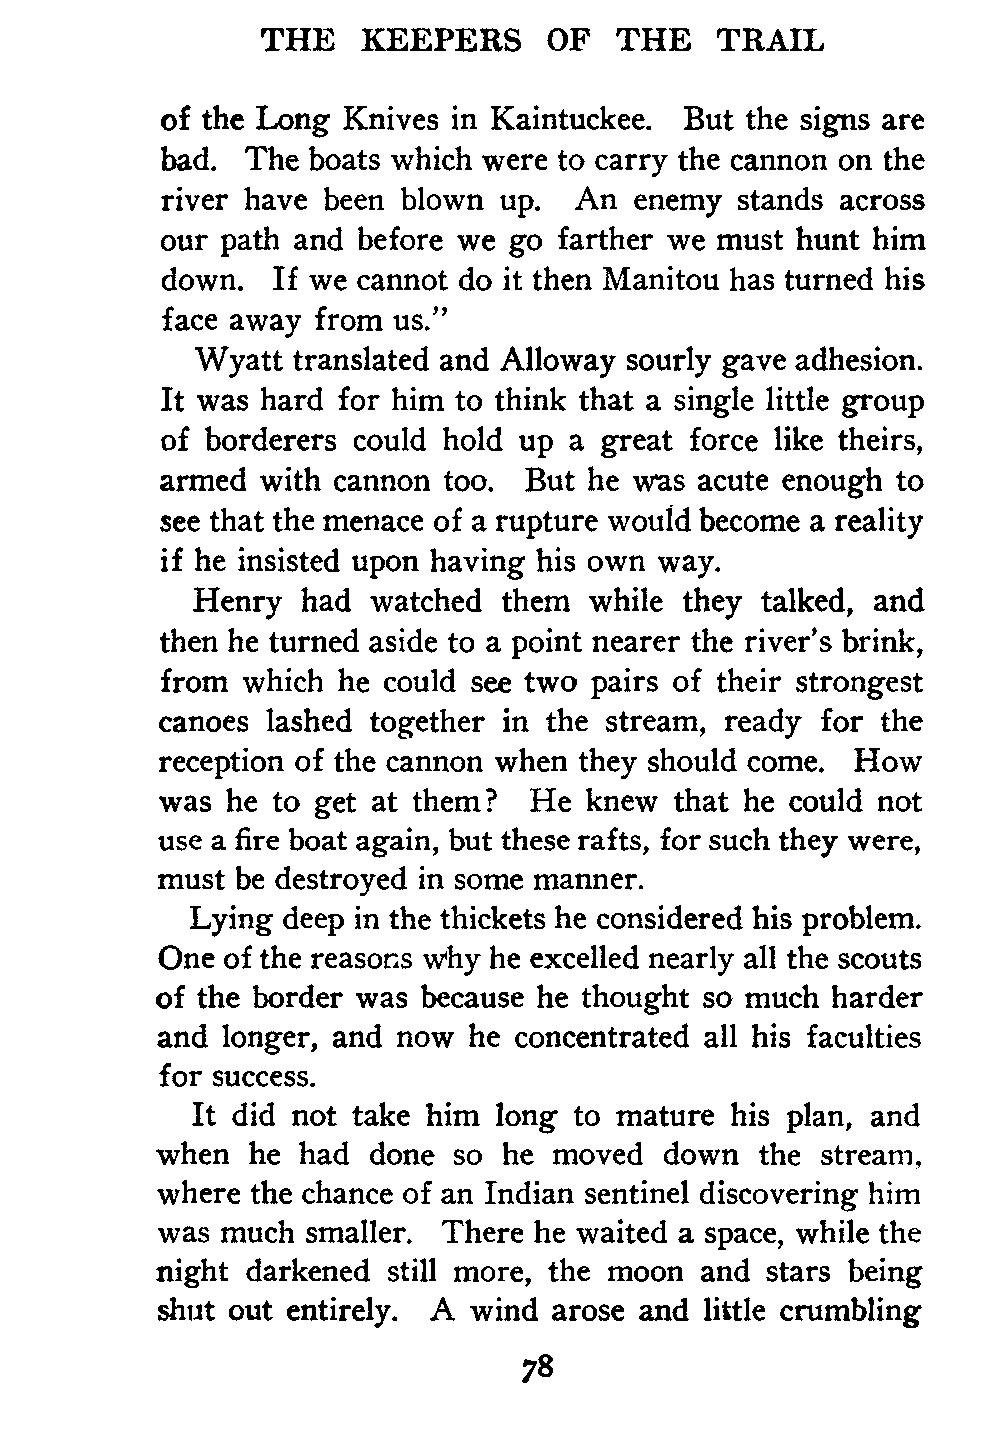 THE KEEPERS OF THE TRAIL
of the Long Knives in Kaintuckee. But the signs are
bad. The boats which were to carry the cannon on the
river have been blown up. An enemy stands across
our path and before we go farther we must hunt him
down. If we cannot do it then Manitou has turned his
face away from us.”
Wyatt translated and Alloway sourly gave adhesion.
It was hard for him to think that a single little group
of borderers could hold up a great force like theirs,
armed with cannon too. But he was acute enough to
see that the menace of a rupture would become a reality
if he insisted upon having his own way.
Henry had watched them while they talked, and
then he turned aside to a point nearer the river's brink,
from which he could see two pairs of their strongest
canoes lashed together in the stream, ready for the
reception of the cannon when they should come. How
was he to get at them? He knew that he could not
use a fire boat again, but these rafts, for such they were,
must be destroyed in some manner.
Lying deep in the thickets he considered his problem.
One of the reasons why he excelled nearly all the scouts
of the border was because he thought so much harder
and longer, and now he concentrated all his faculties
for success.
It did not take him long to mature his plan, and
when he had done so he moved down the stream,
where the chance of an Indian sentinel discovering him
was much smaller. There he waited a space, while the
night darkened still more, the moon and stars being
shut out entirely. A wind arose and little crumbling
78